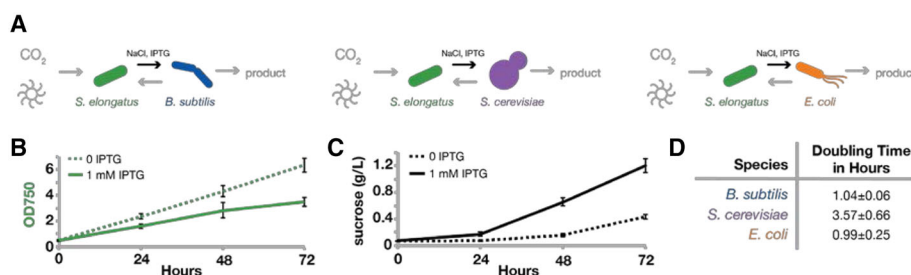 A
CO2
NaCl, IPTG
product
S. elongatus
B. subtilis
CO2
NaCl, IPTG
product
S. elongatus
S. cerevisiae
CO2
NaCl, IPTG
product
S. elongatus
E. coli
B
0 IPTG
1 mM IPTG
OD750
6
4
2
0
0
24
48
72
Hours
C
0 IPTG
1 mM IPTG
sucrose (g/L)
1.2
0.8
0.4
0
0
24
48
72
Hours
D
Species
Doubling Time
in Hours
B. subtilis 1.04±0.06
S. cerevisiae 3.57±0.66
E. coli 0.99±0.25